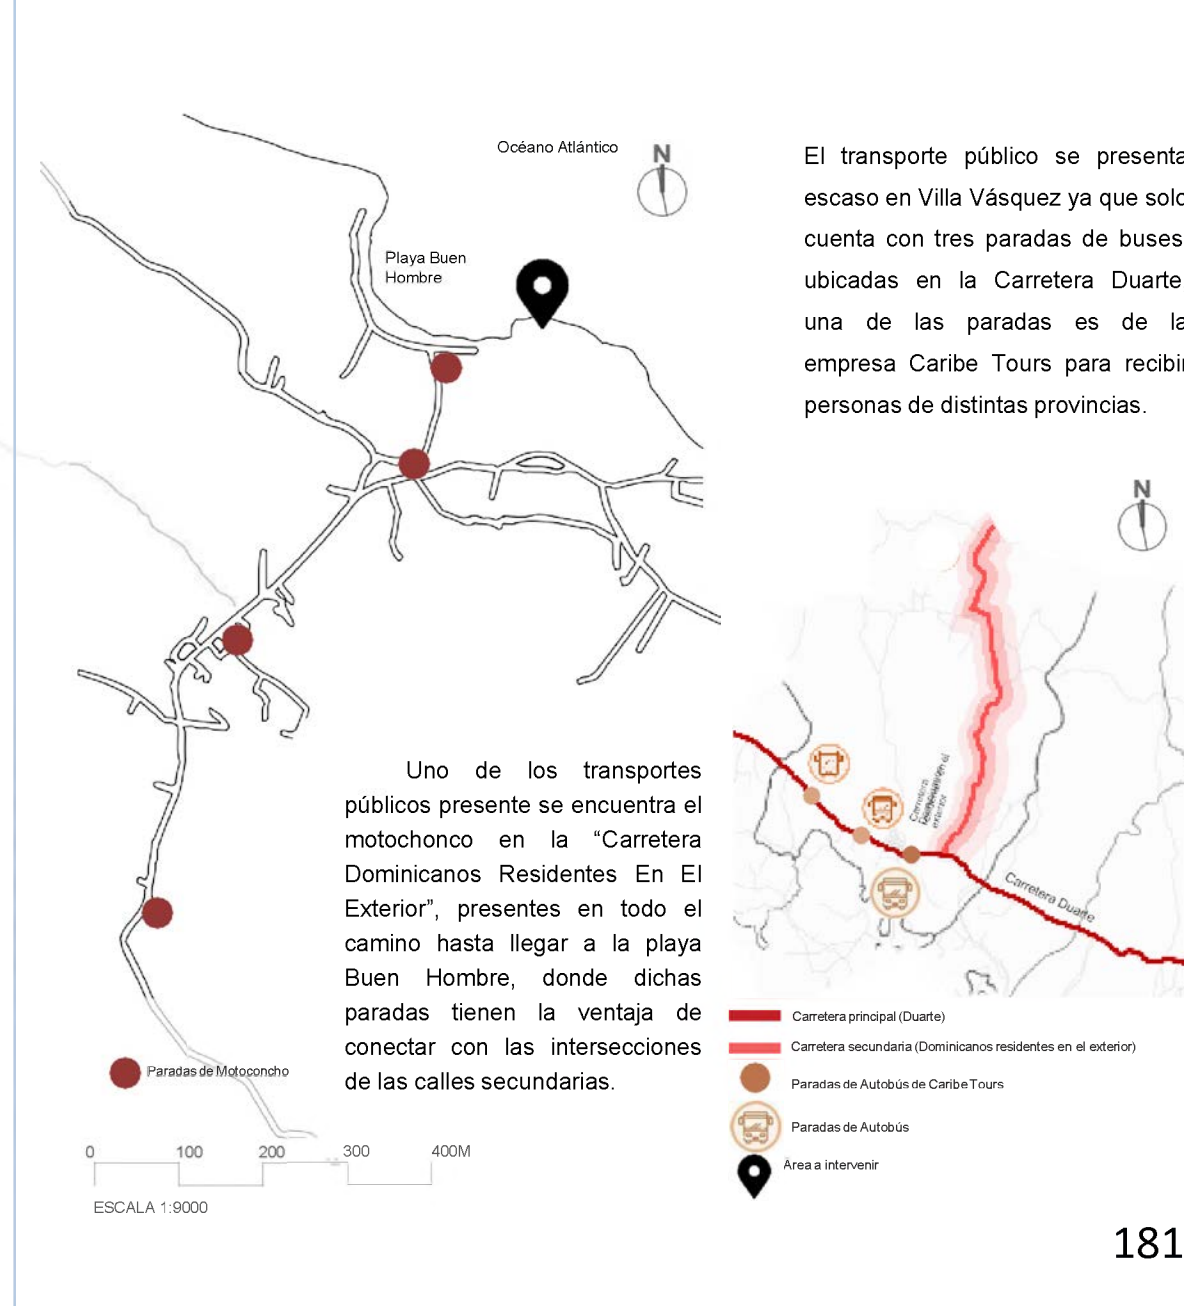 Océano Atlántico
N
Playa Buen
Hombre
El transporte público se presenta
escaso en Villa Vásquez ya que solo
cuenta con tres paradas de buses
ubicadas en la Carretera Duarte
una de las paradas es de la
empresa Caribe Tours para recibir
personas de distintas provincias.
Uno de los transportes
públicos presente se encuentra el
motochonco en la “Carretera
Dominicanos Residentes En El
Exterior”, presentes en todo el
camino hasta llegar a la playa
Buen Hombre, donde dichas
paradas tienen la ventaja de
conectar con las intersecciones
de las calles secundarias.
Paradas de Motoconcho
0 100 200 300 400M
ESCALA 1:9000
N
Carretera
exterior
Carretera Duarte
Carretera principal (Duarte)
Carretera secundaria (Dominicanos residentes en el exterior)
Paradas de Autobús de Caribe Tours
Paradas de Autobús
Área a intervenir
181